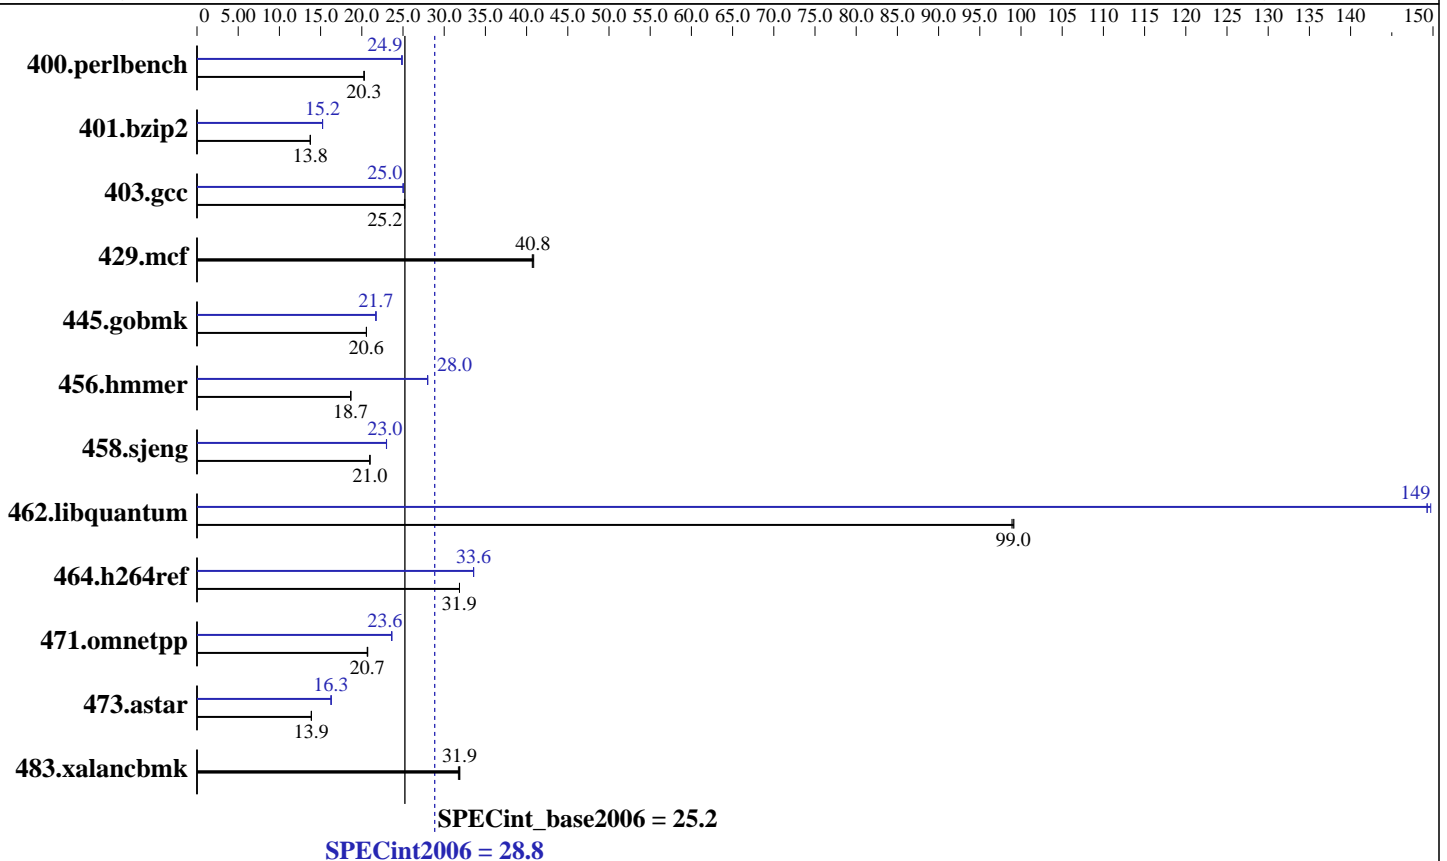 0 5.00 10.0 15.0 20.0 25.0 30.0 35.0 40.0 45.0 50.0 55.0 60.0 65.0 70.0 75.0 80.0 85.0 90.0 95.0 100 105 110 115 120 125 130 135 140 150
24.9
400.perlbench
20.3
15.2
401.bzip2
13.8
25.0
403.gcc
25.2
40.8
429.mcf
21.7
445.gobmk
20.6
28.0
456.hmmer
18.7
23.0
458.sjeng
21.0
149
462.libquantum
99.0
33.6
464.h264ref
31.9
23.6
471.omnetpp
20.7
16.3
473.astar
13.9
31.9
483.xalancbmk
SPECint_base2006 = 25.2
SPECint2006 = 28.8